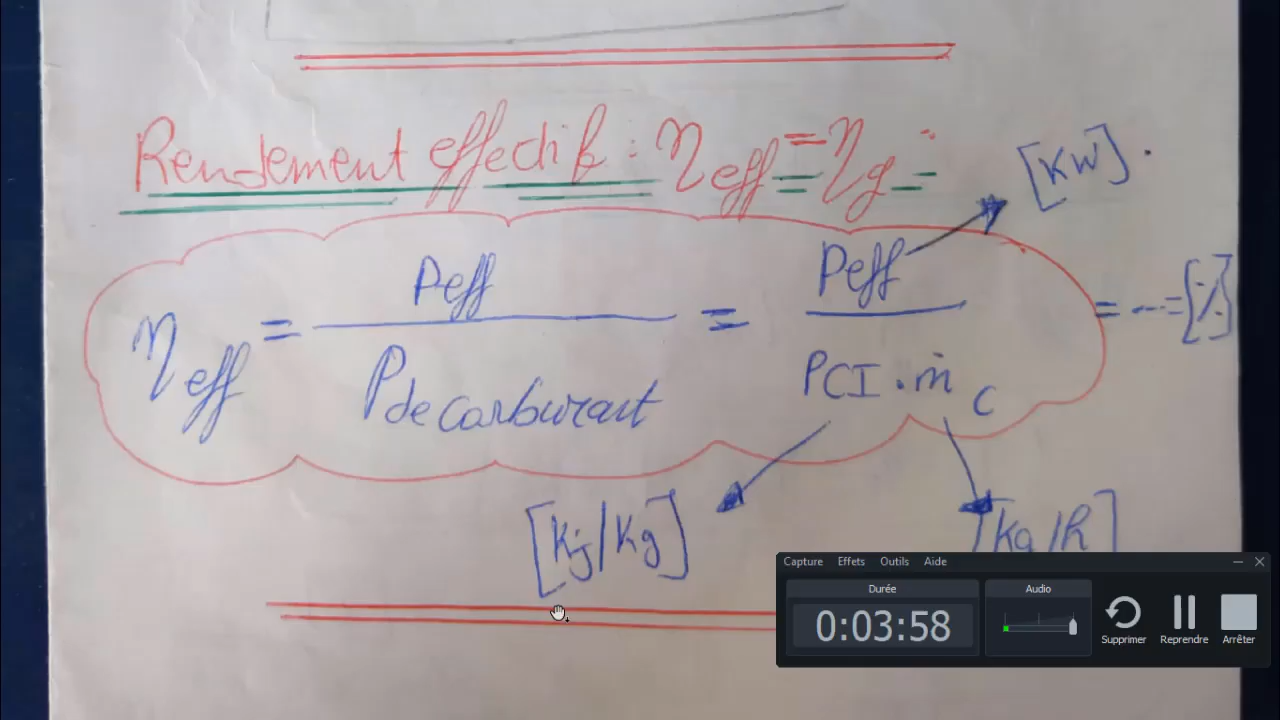 Rendement effectif : ηeff = ηg :
[KW].
ηeff = Peff / Pde carburant = Peff / PCI . ṁc = --- = [%]
[Kj/Kg] [Kg/h]
Capture Effets Outils Aide
Durée Audio
0:03:58
Supprimer Reprendre Arrêter